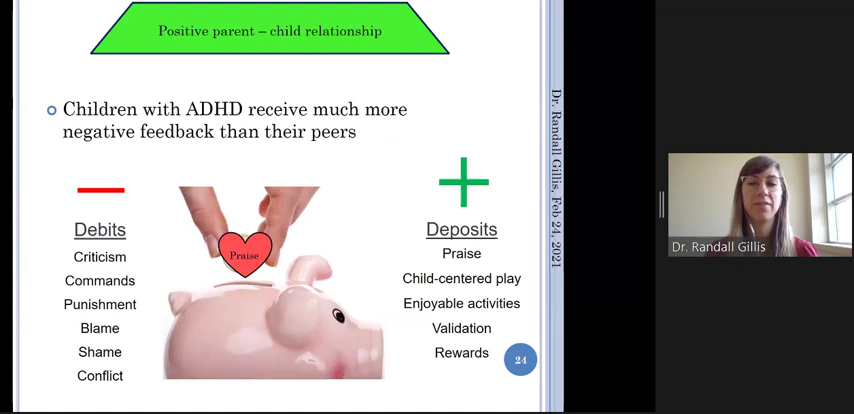 Positive parent – child relationship
Children with ADHD receive much more
negative feedback than their peers
Debits
Criticism
Commands
Punishment
Blame
Shame
Conflict
Praise
Deposits
Praise
Child-centered play
Enjoyable activities
Validation
Rewards
24
Dr. Randall Gillis, Feb 24, 2021
Dr. Randall Gillis